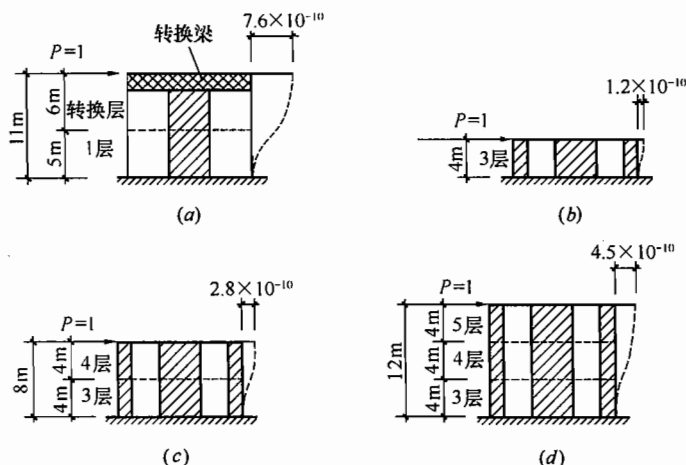 7.6×10⁻¹⁰
转换梁
P=1
11m
6m
转换层
5m
1层
(a)
1.2×10⁻¹⁰
P=1
4m
3层
(b)
2.8×10⁻¹⁰
P=1
8m
4m
4层
4m
3层
(c)
4.5×10⁻¹⁰
P=1
12m
4m
5层
4m
4层
4m
3层
(d)